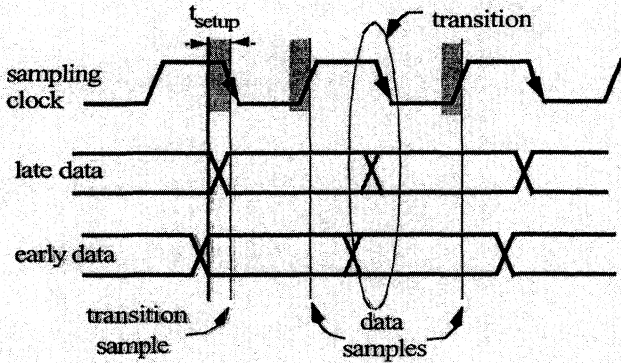 t_setup
transition
sampling
clock
late data
early data
transition
sample
data
samples